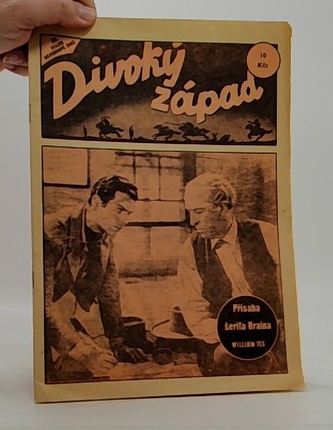 Divoký
západ
10
Kčs
Přísaha
šerifa Braina
WILLIAM TEX